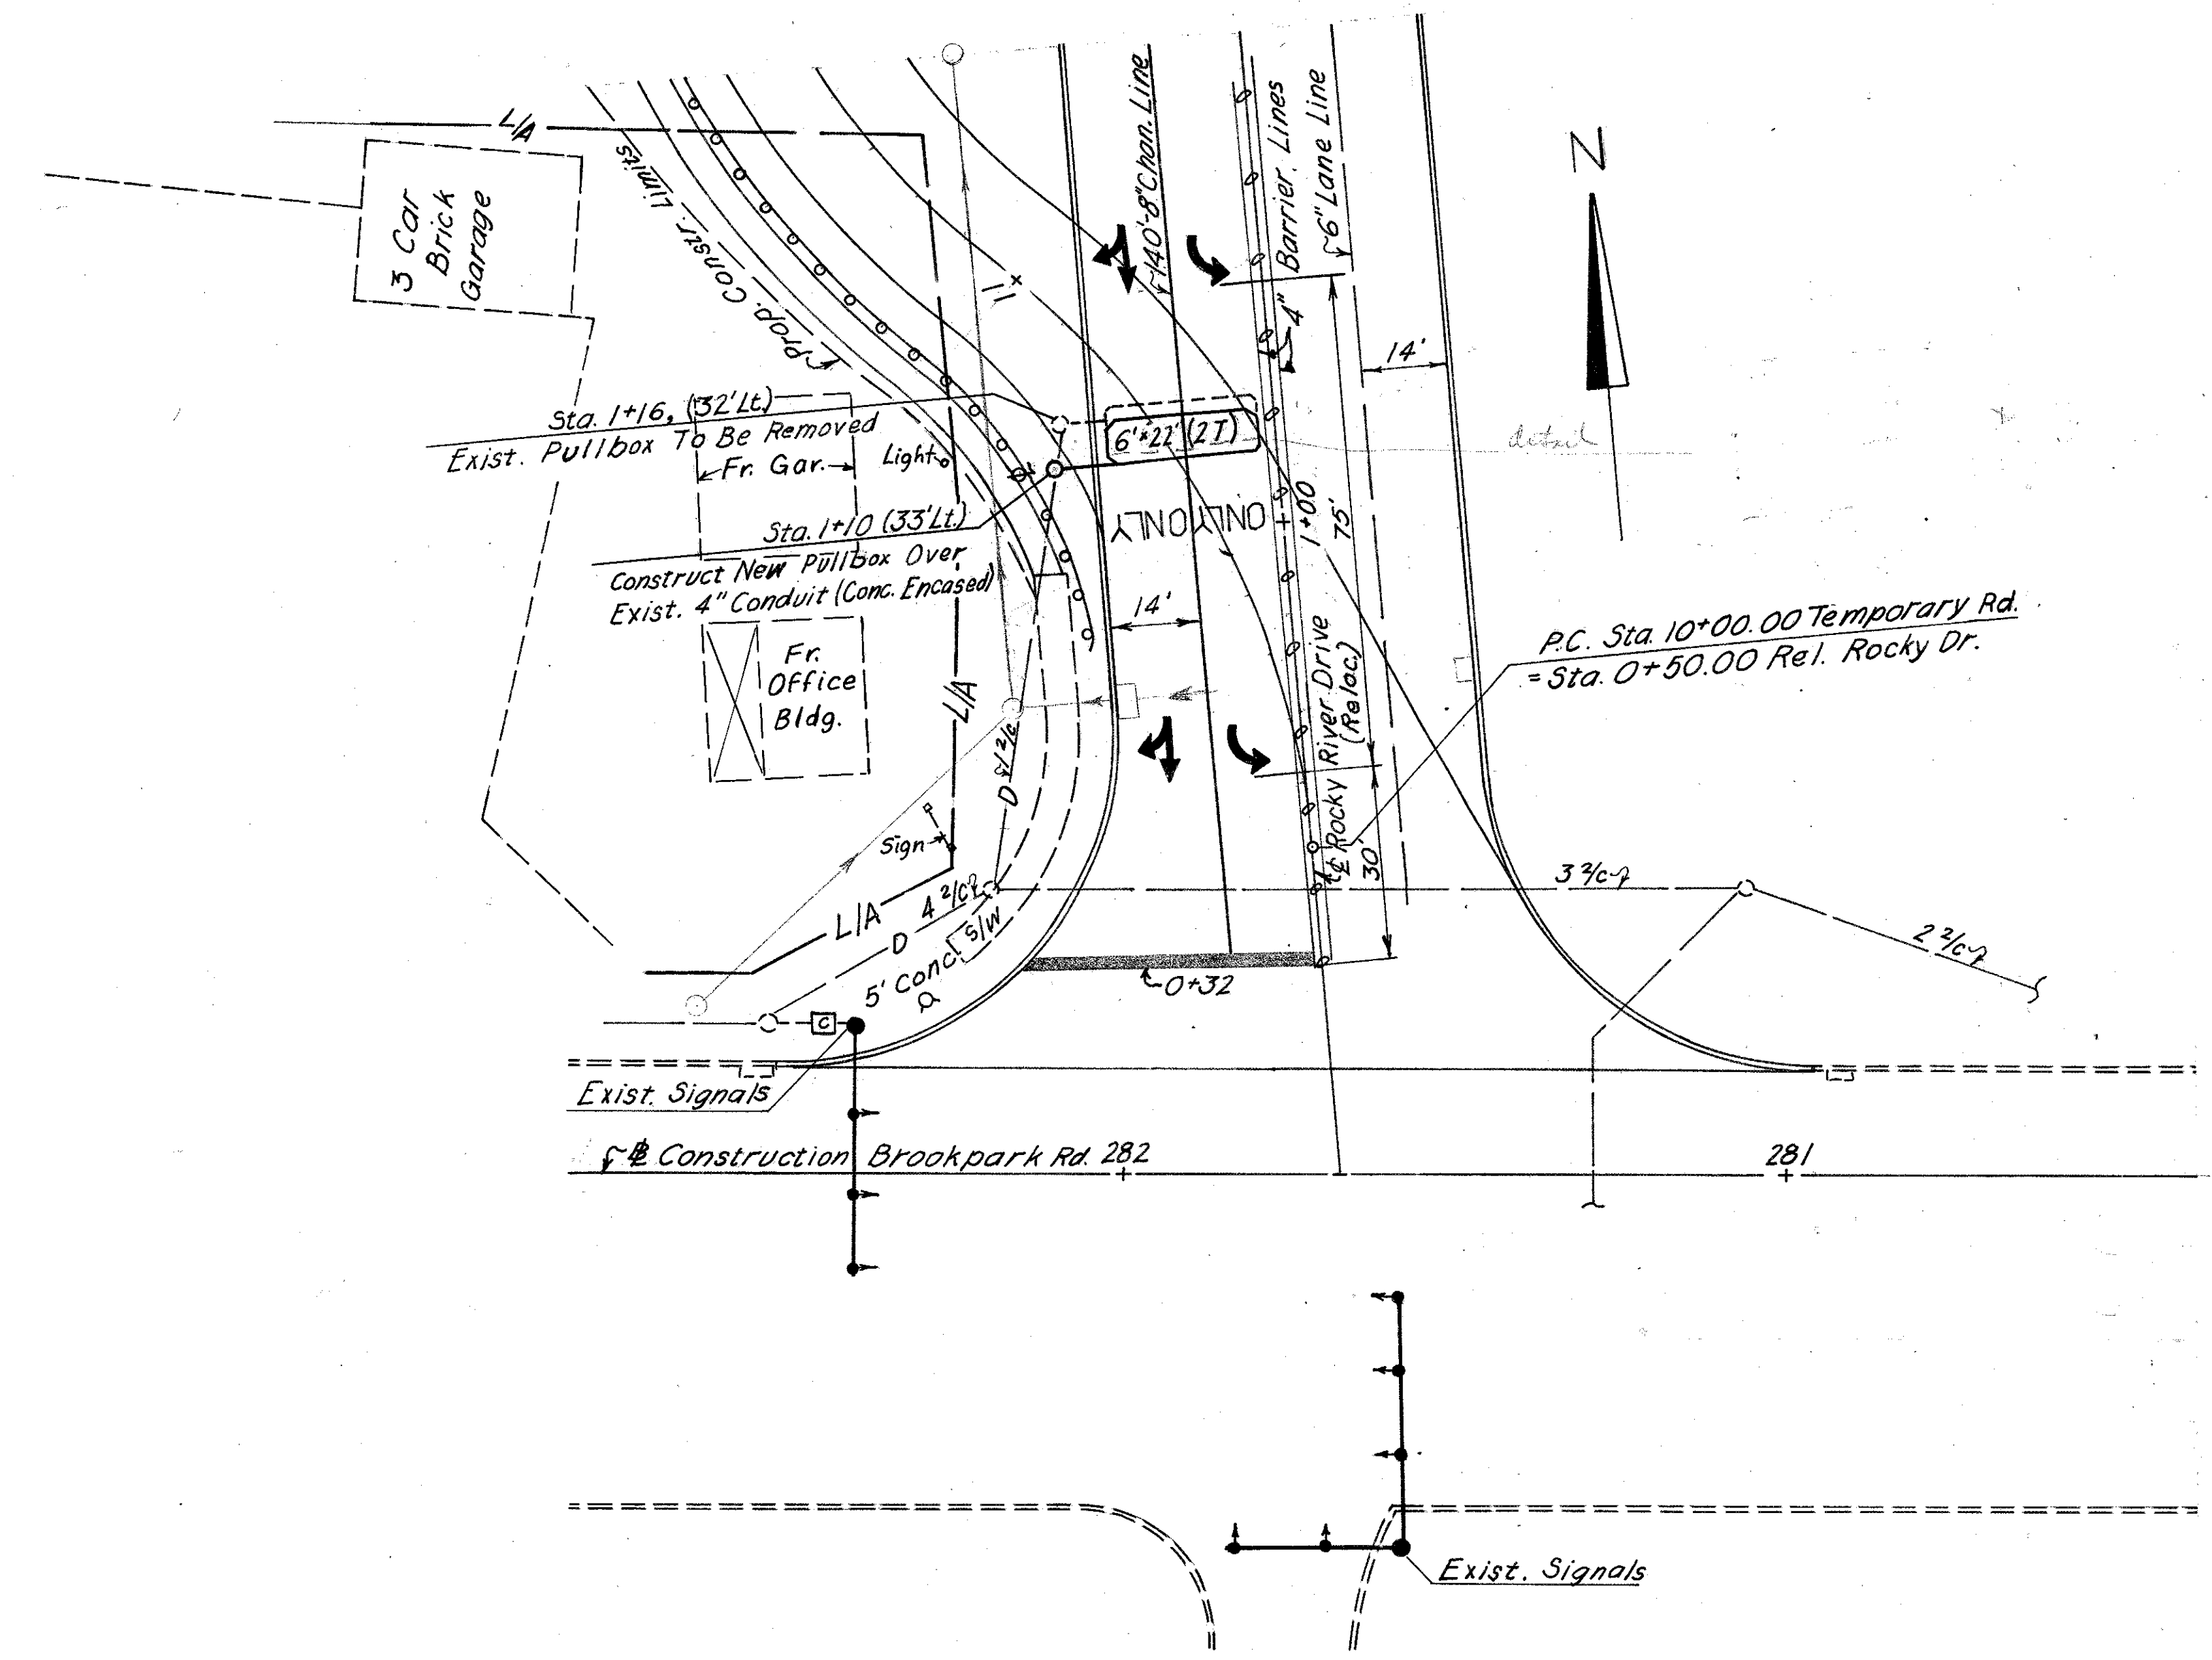 L/A
3 Car
Brick
Garage
Prop. Constr. Limits
140'-8" Chan. Line
Barrier Lines
6" Lane Line
4"
N
14'
Sta. 1+16, (32'Lt.)
Exist. Pullbox To Be Removed
Fr. Gar.
Light
6'x22' (2T)
detail
Sta. 1+10 (33'Lt.)
Construct New Pullbox Over
Exist. 4" Conduit (Conc. Encased)
ONLY ONLY
1+00
75'
14'
Fr.
Office
Bldg.
L/A
P.C. Sta. 10+00.00 Temporary Rd.
= Sta. 0+50.00 Rel. Rocky Dr.
℄ Rocky River Drive
(Reloc.)
30'
1 2/c
D
Sign
4 2/c
L/A
D
5' Conc. S/W
3 2/c
2 2/c
0+32
C
Exist. Signals
Construction Brookpark Rd. 282
281
Exist. Signals